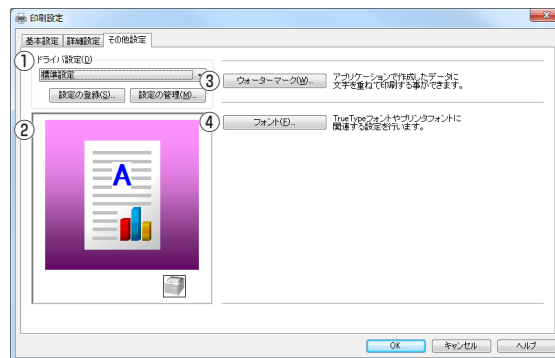 印刷設定
基本設定 詳細設定 その他設定
① ドライバ設定(D)
標準設定
設定の登録(S)... 設定の管理(M)...
②
A
③ ウォーターマーク(W)... アプリケーションで作成したデータに
文字を重ねて印刷する事ができます。
④ フォント(F)... TrueTypeフォントやプリンタフォントに
関連する設定を行います。
OK キャンセル ヘルプ